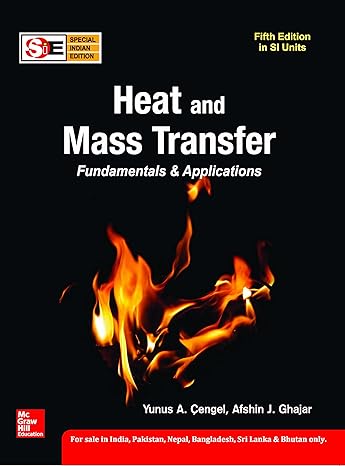 SiE
SPECIAL
INDIAN
EDITION
Fifth Edition
in SI Units
Heat and
Mass Transfer
Fundamentals & Applications
Yunus A. Çengel, Afshin J. Ghajar
Mc
Graw
Hill
Education
For sale in India, Pakistan, Nepal, Bangladesh, Sri Lanka & Bhutan only.